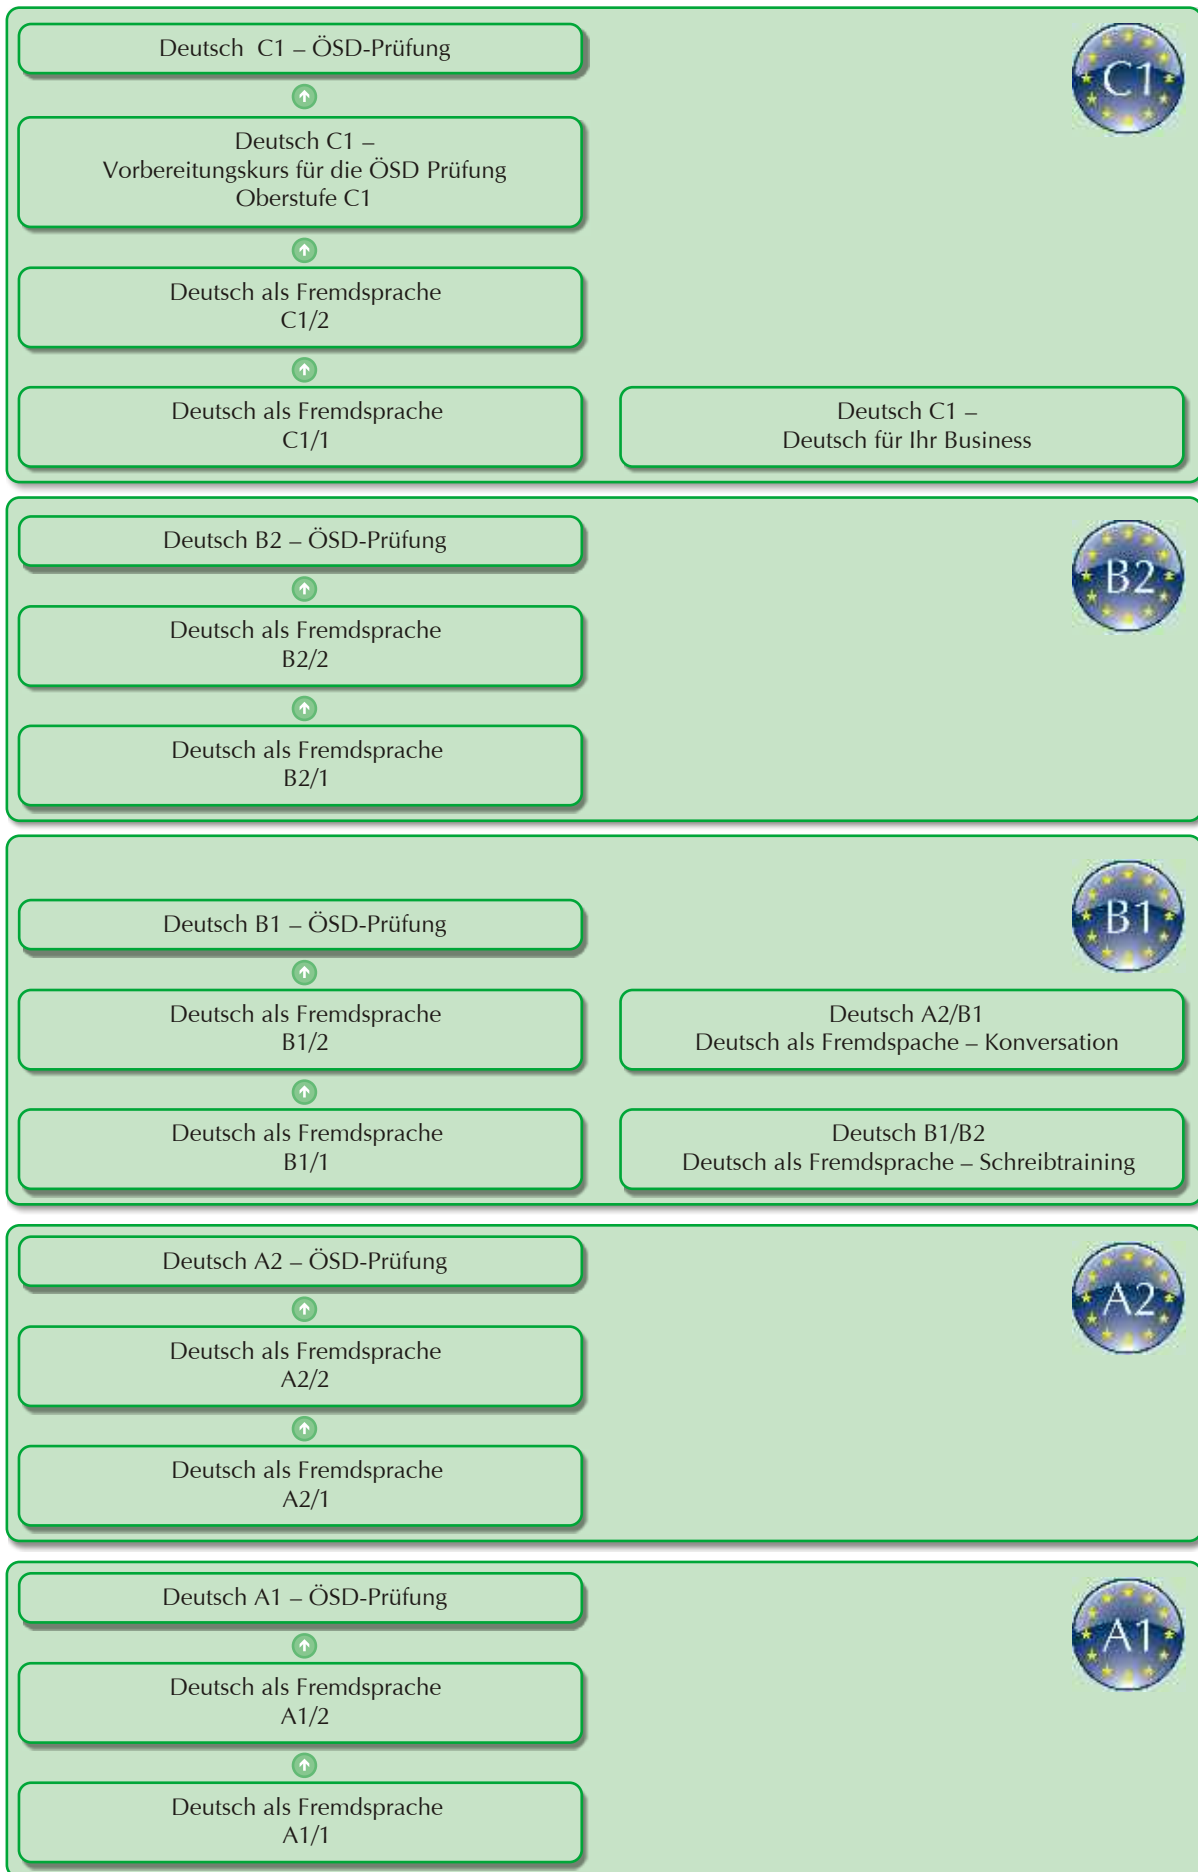 Deutsch C1 – ÖSD-Prüfung
C1
Deutsch C1 –
Vorbereitungskurs für die ÖSD Prüfung
Oberstufe C1
Deutsch als Fremdsprache
C1/2
Deutsch als Fremdsprache
C1/1
Deutsch C1 –
Deutsch für Ihr Business
Deutsch B2 – ÖSD-Prüfung
B2
Deutsch als Fremdsprache
B2/2
Deutsch als Fremdsprache
B2/1
Deutsch B1 – ÖSD-Prüfung
B1
Deutsch als Fremdsprache
B1/2
Deutsch A2/B1
Deutsch als Fremdspache – Konversation
Deutsch als Fremdsprache
B1/1
Deutsch B1/B2
Deutsch als Fremdsprache – Schreibtraining
Deutsch A2 – ÖSD-Prüfung
A2
Deutsch als Fremdsprache
A2/2
Deutsch als Fremdsprache
A2/1
Deutsch A1 – ÖSD-Prüfung
A1
Deutsch als Fremdsprache
A1/2
Deutsch als Fremdsprache
A1/1